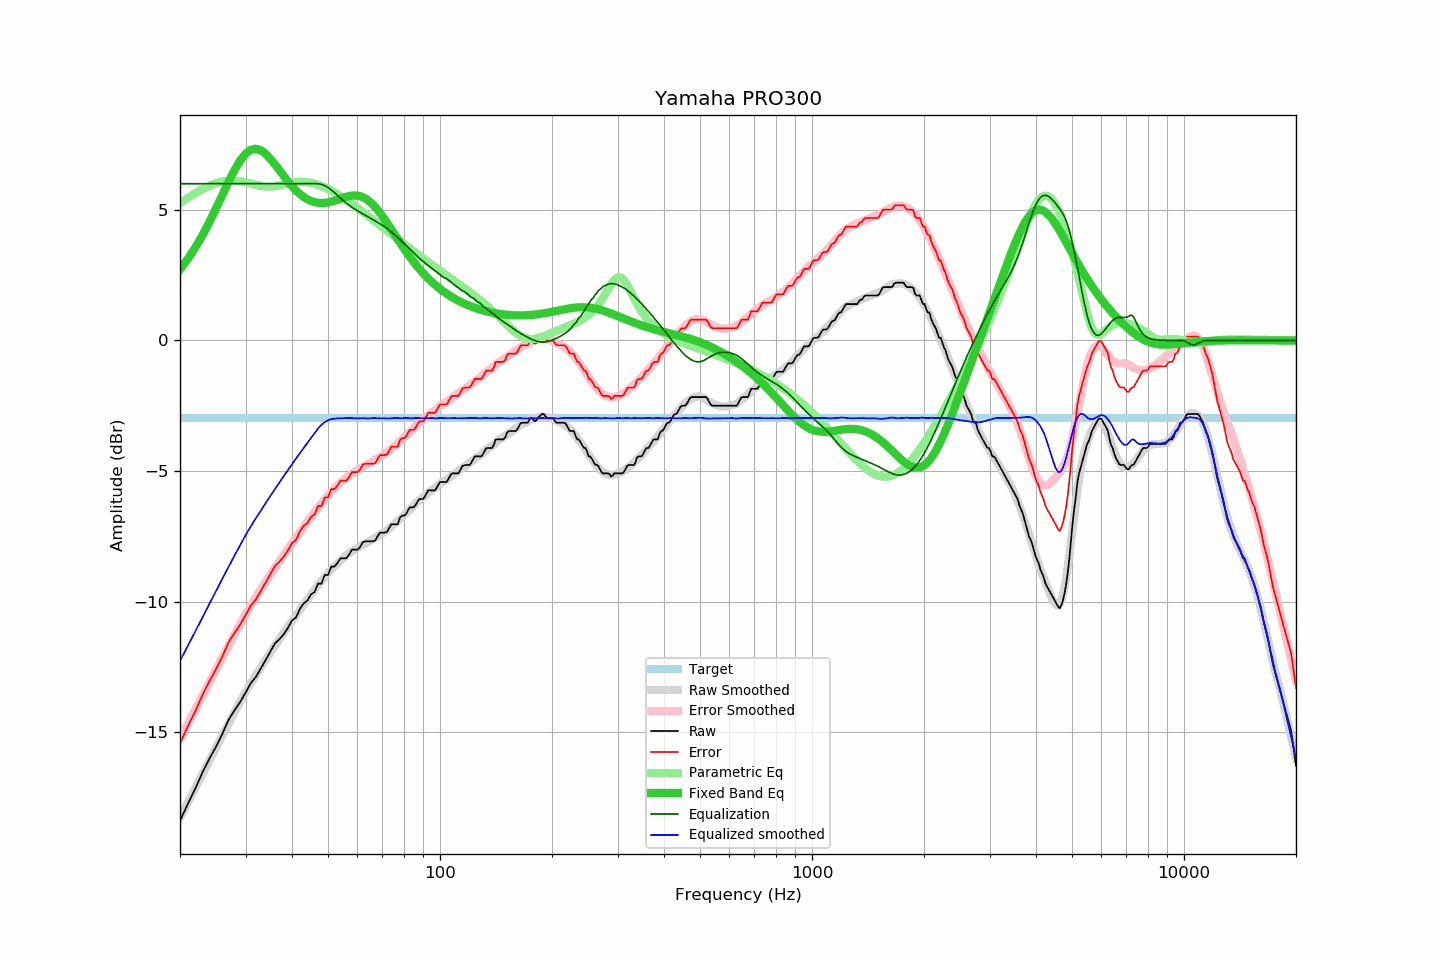 Yamaha PRO300
Amplitude (dBr)
5
0
−5
−10
−15
Target
Raw Smoothed
Error Smoothed
Raw
Error
Parametric Eq
Fixed Band Eq
Equalization
Equalized smoothed
100
1000
10000
Frequency (Hz)